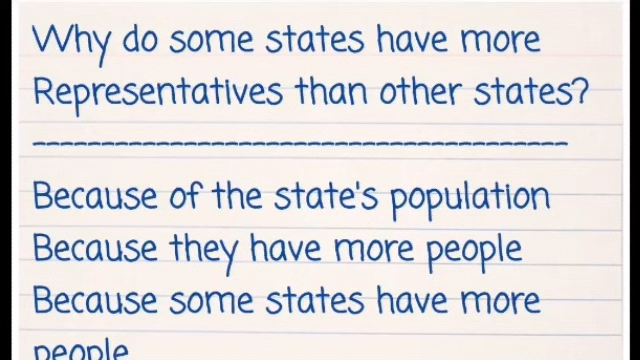 Why do some states have more
Representatives than other states?
---------------------------------------
Because of the state's population
Because they have more people
Because some states have more
people